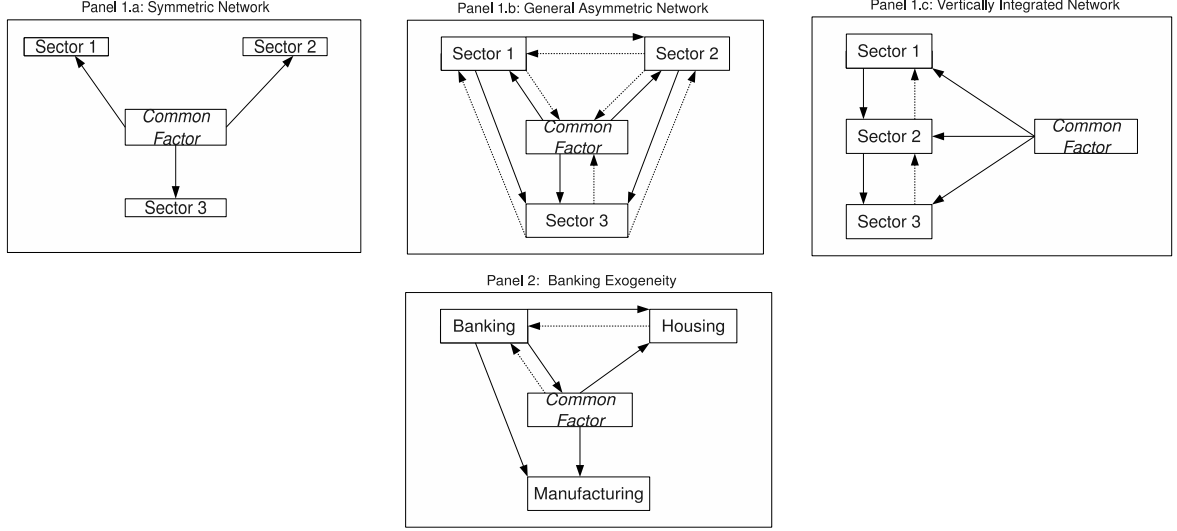 Panel 1.a: Symmetric Network
Sector 1
Sector 2
Common
Factor
Sector 3
Panel 1.b: General Asymmetric Network
Sector 1
Sector 2
Common
Factor
Sector 3
Panel 1.c: Vertically Integrated Network
Sector 1
Sector 2
Common
Factor
Sector 3
Panel 2:  Banking Exogeneity
Banking
Housing
Common
Factor
Manufacturing